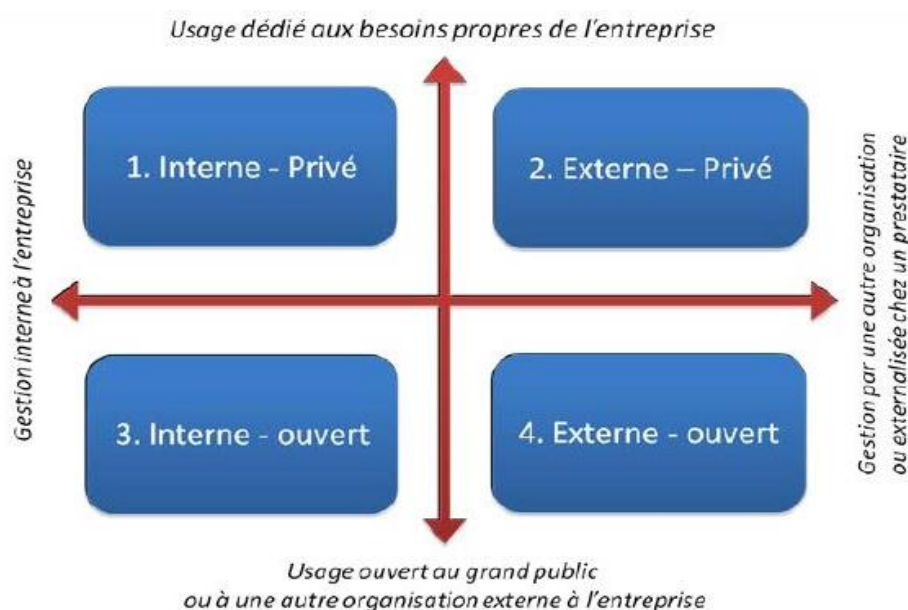 Usage dédié aux besoins propres de l'entreprise
1. Interne - Privé
2. Externe – Privé
Gestion interne à l'entreprise
Gestion par une autre organisation
ou externalisée chez un prestataire
3. Interne - ouvert
4. Externe - ouvert
Usage ouvert au grand public
ou à une autre organisation externe à l'entreprise